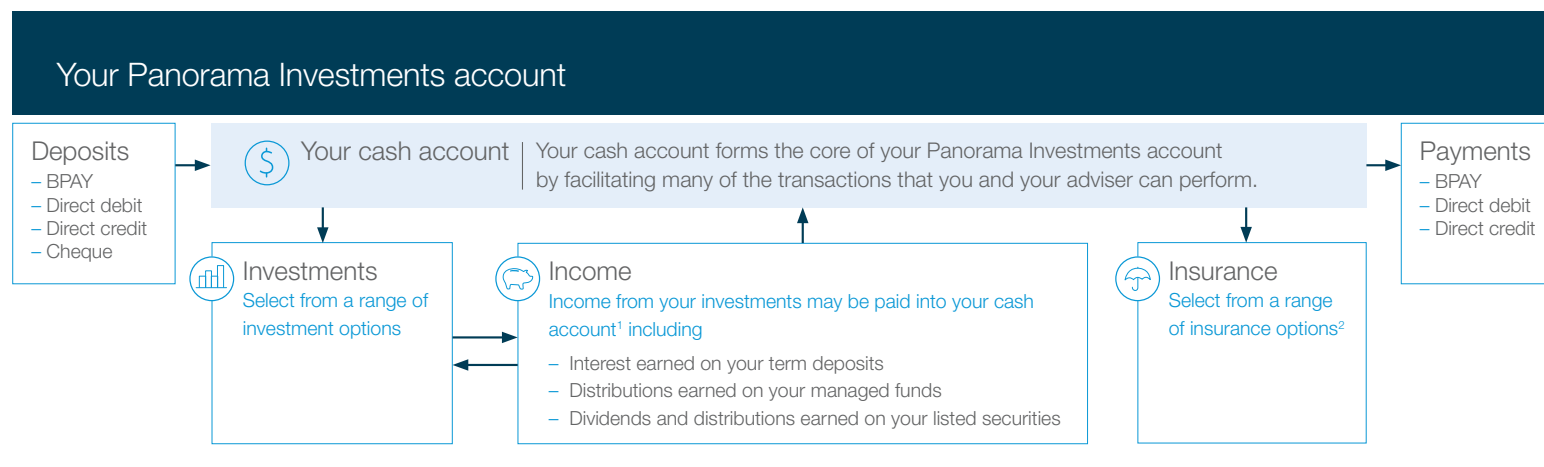 Your Panorama Investments account
Deposits
– BPAY
– Direct debit
– Direct credit
– Cheque
$
Your cash account
Your cash account forms the core of your Panorama Investments account
by facilitating many of the transactions that you and your adviser can perform.
Payments
– BPAY
– Direct debit
– Direct credit
Investments
Select from a range of
investment options
Income
Income from your investments may be paid into your cash
account¹ including
– Interest earned on your term deposits
– Distributions earned on your managed funds
– Dividends and distributions earned on your listed securities
Insurance
Select from a range
of insurance options²